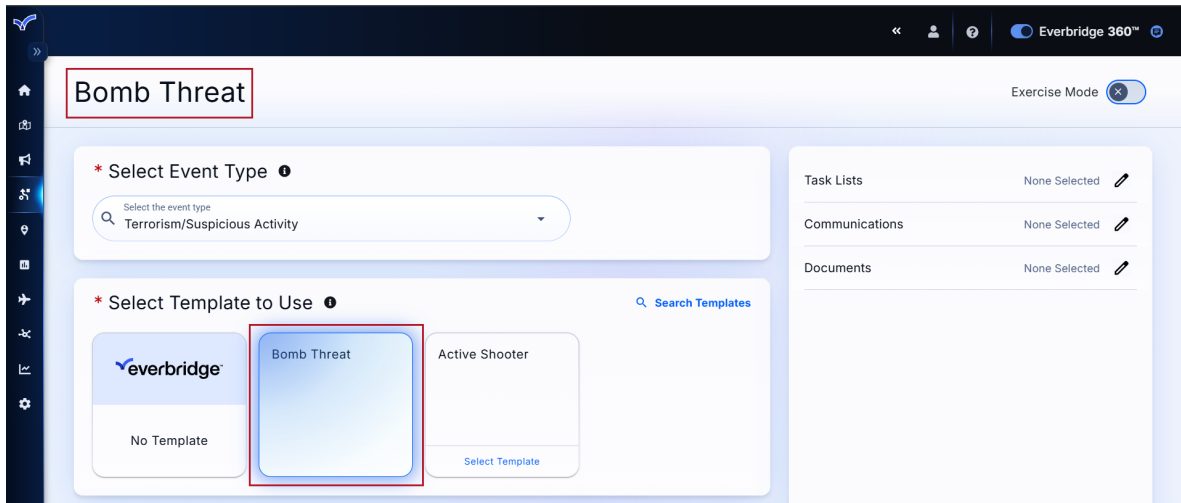 Everbridge 360™
Bomb Threat
Exercise Mode
* Select Event Type
Select the event type
Terrorism/Suspicious Activity
* Select Template to Use
Search Templates
everbridge
No Template
Bomb Threat
Active Shooter
Select Template
Task Lists None Selected
Communications None Selected
Documents None Selected